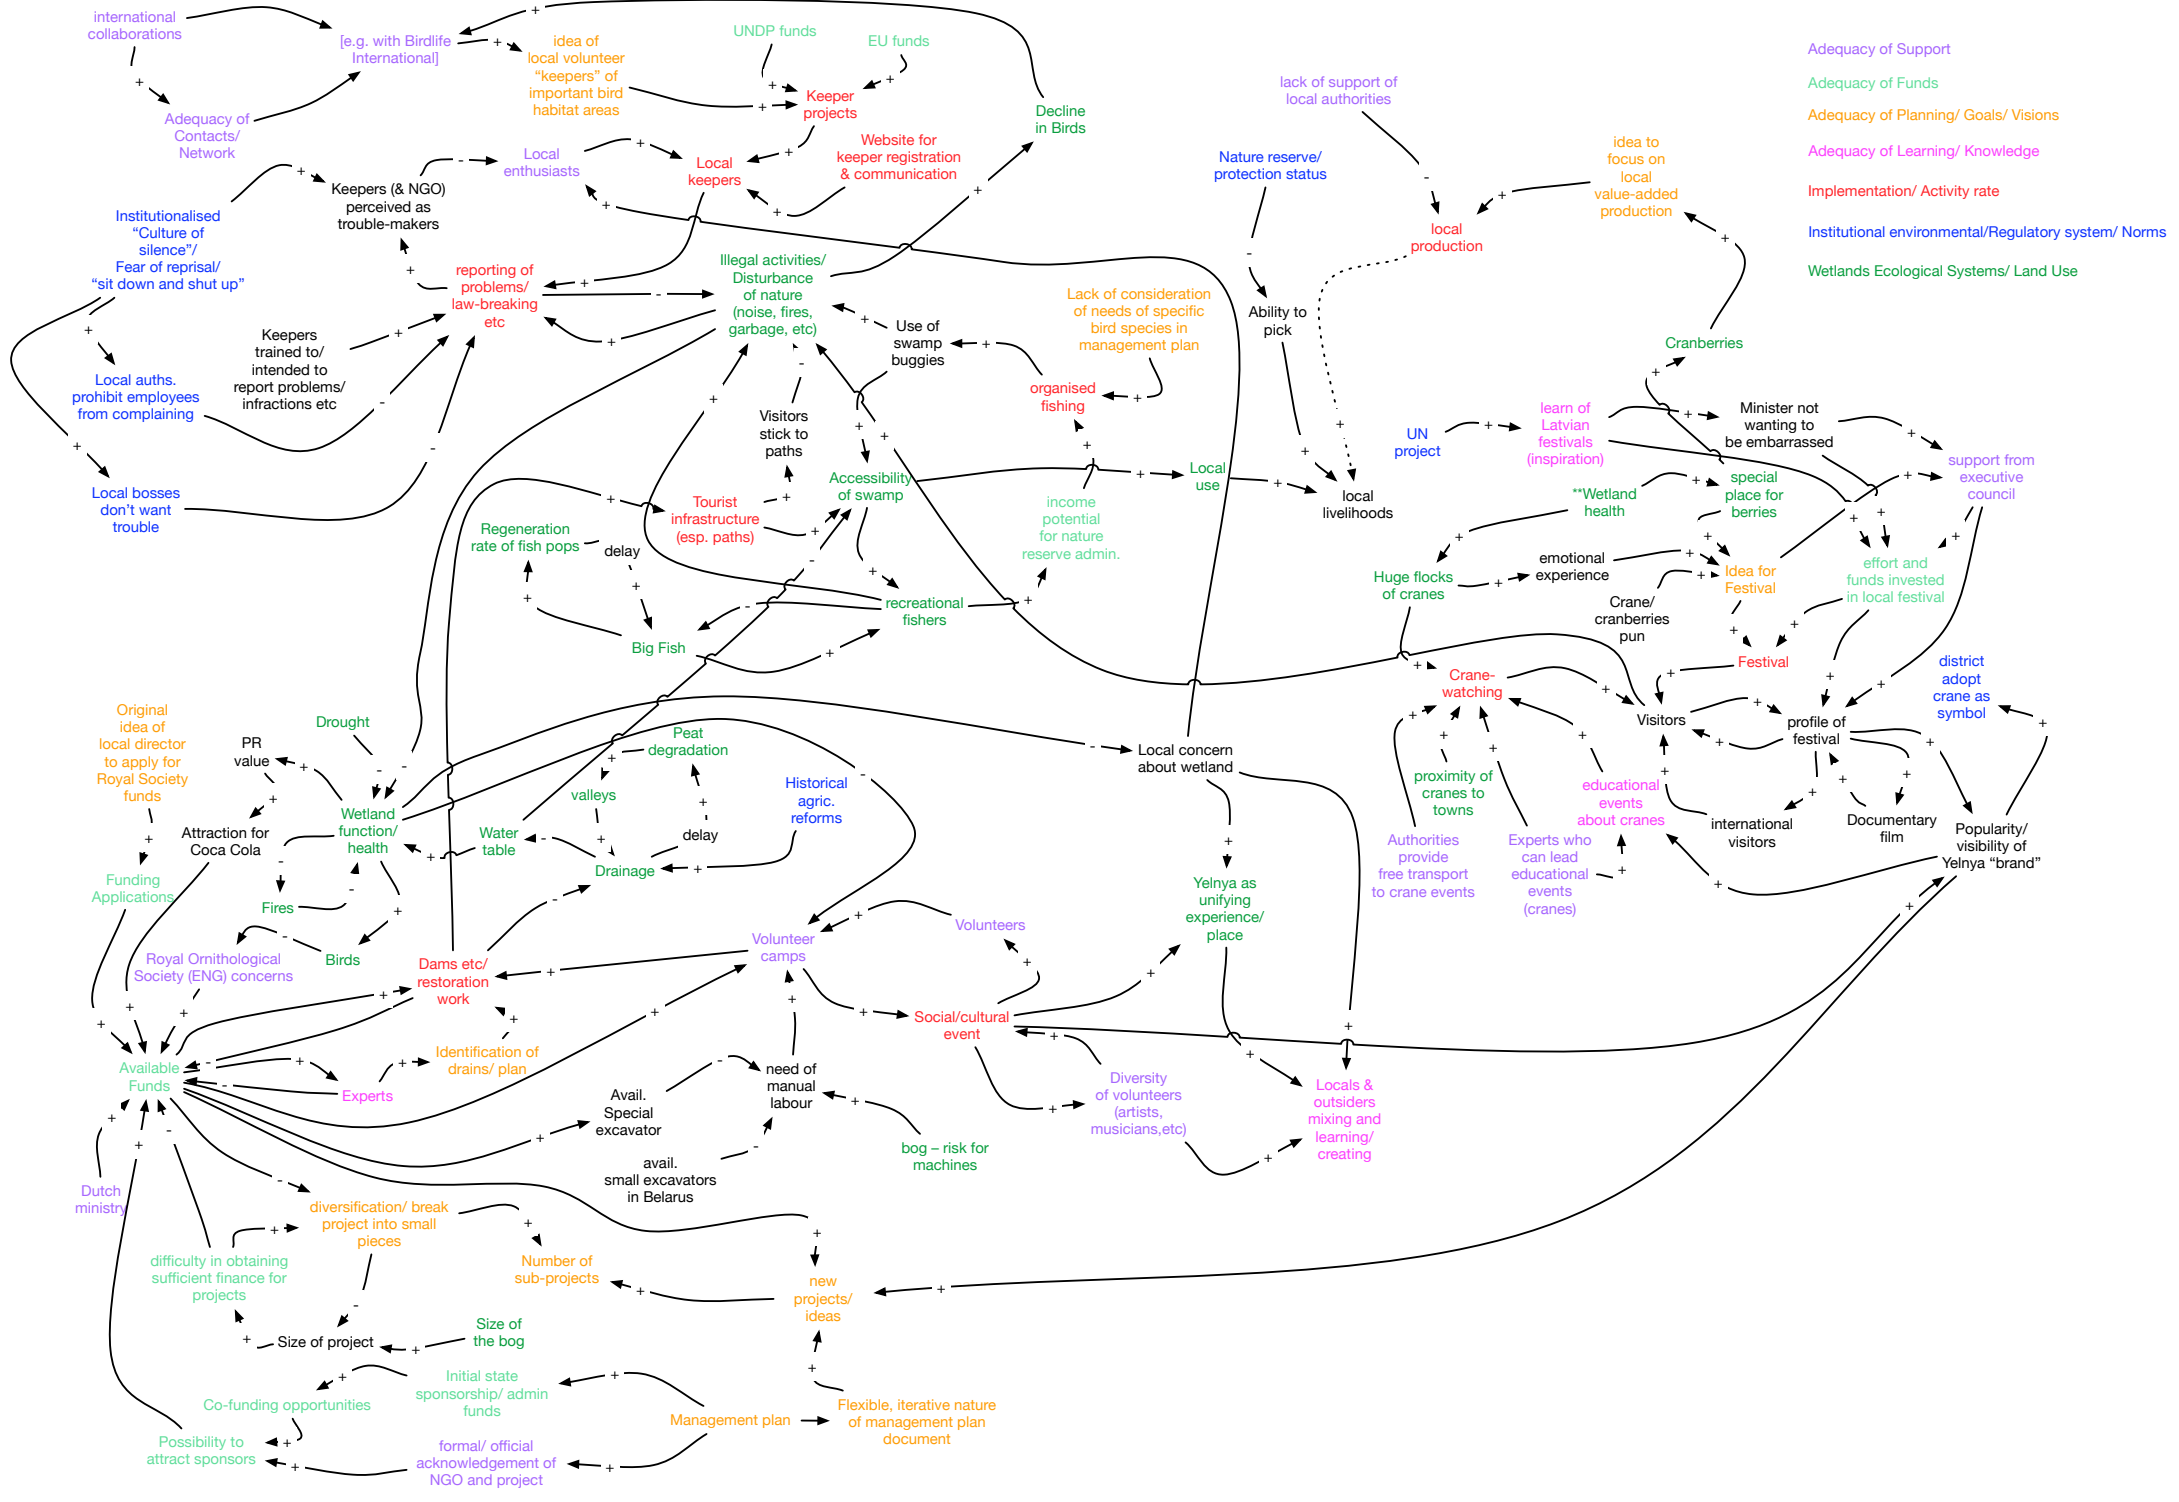 international
collaborations
[e.g. with Birdlife
International]
idea of
local volunteer
“keepers” of
important bird
habitat areas
UNDP funds
EU funds
Keeper
projects
Adequacy of
Contacts/
Network
Local
enthusiasts
Local
keepers
Website for
keeper registration
& communication
Decline
in Birds
lack of support of
local authorities
Nature reserve/
protection status
idea to
focus on
local
value-added
production
local
production
Adequacy of Support
Adequacy of Funds
Adequacy of Planning/ Goals/ Visions
Adequacy of Learning/ Knowledge
Implementation/ Activity rate
Institutional environmental/Regulatory system/ Norms
Wetlands Ecological Systems/ Land Use
Keepers (& NGO)
perceived as
trouble-makers
Institutionalised
“Culture of
silence”/
Fear of reprisal/
“sit down and shut up”
reporting of
problems/
law-breaking
etc
Illegal activities/
Disturbance
of nature
(noise, fires,
garbage, etc)
Use of
swamp
buggies
Lack of consideration
of needs of specific
bird species in
management plan
Ability to
pick
Cranberries
Keepers
trained to/
intended to
report problems/
infractions etc
Local auths.
prohibit employees
from complaining
Local bosses
don’t want
trouble
organised
fishing
Visitors
stick to
paths
Accessibility
of swamp
Local
use
local
livelihoods
UN
project
learn of
Latvian
festivals
(inspiration)
Minister not
wanting to
be embarrassed
support from
executive
council
**Wetland
health
special
place for
berries
Tourist
infrastructure
(esp. paths)
Regeneration
rate of fish pops
delay
income
potential
for nature
reserve admin.
Huge flocks
of cranes
emotional
experience
Idea for
Festival
effort and
funds invested
in local festival
Crane/
cranberries
pun
recreational
fishers
Big Fish
Festival
district
adopt
crane as
symbol
Crane-
watching
Visitors
profile of
festival
Original
idea of
local director
to apply for
Royal Society
funds
Drought
PR
value
Peat
degradation
valleys
Historical
agric.
reforms
Local concern
about wetland
proximity of
cranes to
towns
educational
events
about cranes
international
visitors
Documentary
film
Popularity/
visibility of
Yelnya “brand”
Attraction for
Coca Cola
Wetland
function/
health
Water
table
delay
Drainage
Authorities
provide
free transport
to crane events
Experts who
can lead
educational
events
(cranes)
Funding
Applications
Fires
Birds
Yelnya as
unifying
experience/
place
Volunteers
Volunteer
camps
Royal Ornithological
Society (ENG) concerns
Dams etc/
restoration
work
Social/cultural
event
Available
Funds
Experts
Identification of
drains/ plan
Avail.
Special
excavator
need of
manual
labour
Diversity
of volunteers
(artists,
musicians,etc)
Locals &
outsiders
mixing and
learning/
creating
avail.
small excavators
in Belarus
bog – risk for
machines
Dutch
ministry
diversification/ break
project into small
pieces
difficulty in obtaining
sufficient finance for
projects
Number of
sub-projects
new
projects/
ideas
Size of project
Size of
the bog
Initial state
sponsorship/ admin
funds
Co-funding opportunities
Management plan
Flexible, iterative nature
of management plan
document
Possibility to
attract sponsors
formal/ official
acknowledgement of
NGO and project